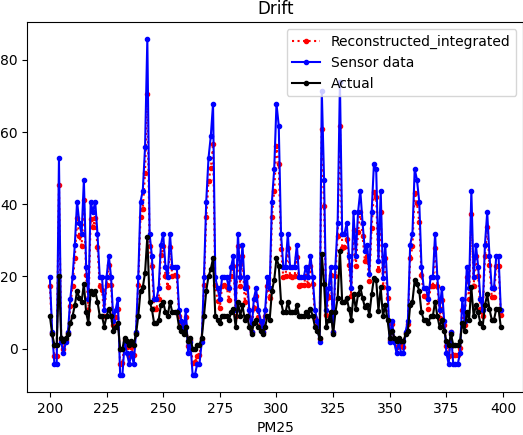 Drift
Reconstructed_integrated
Sensor data
Actual
80
60
40
20
0
200 225 250 275 300 325 350 375 400
PM25